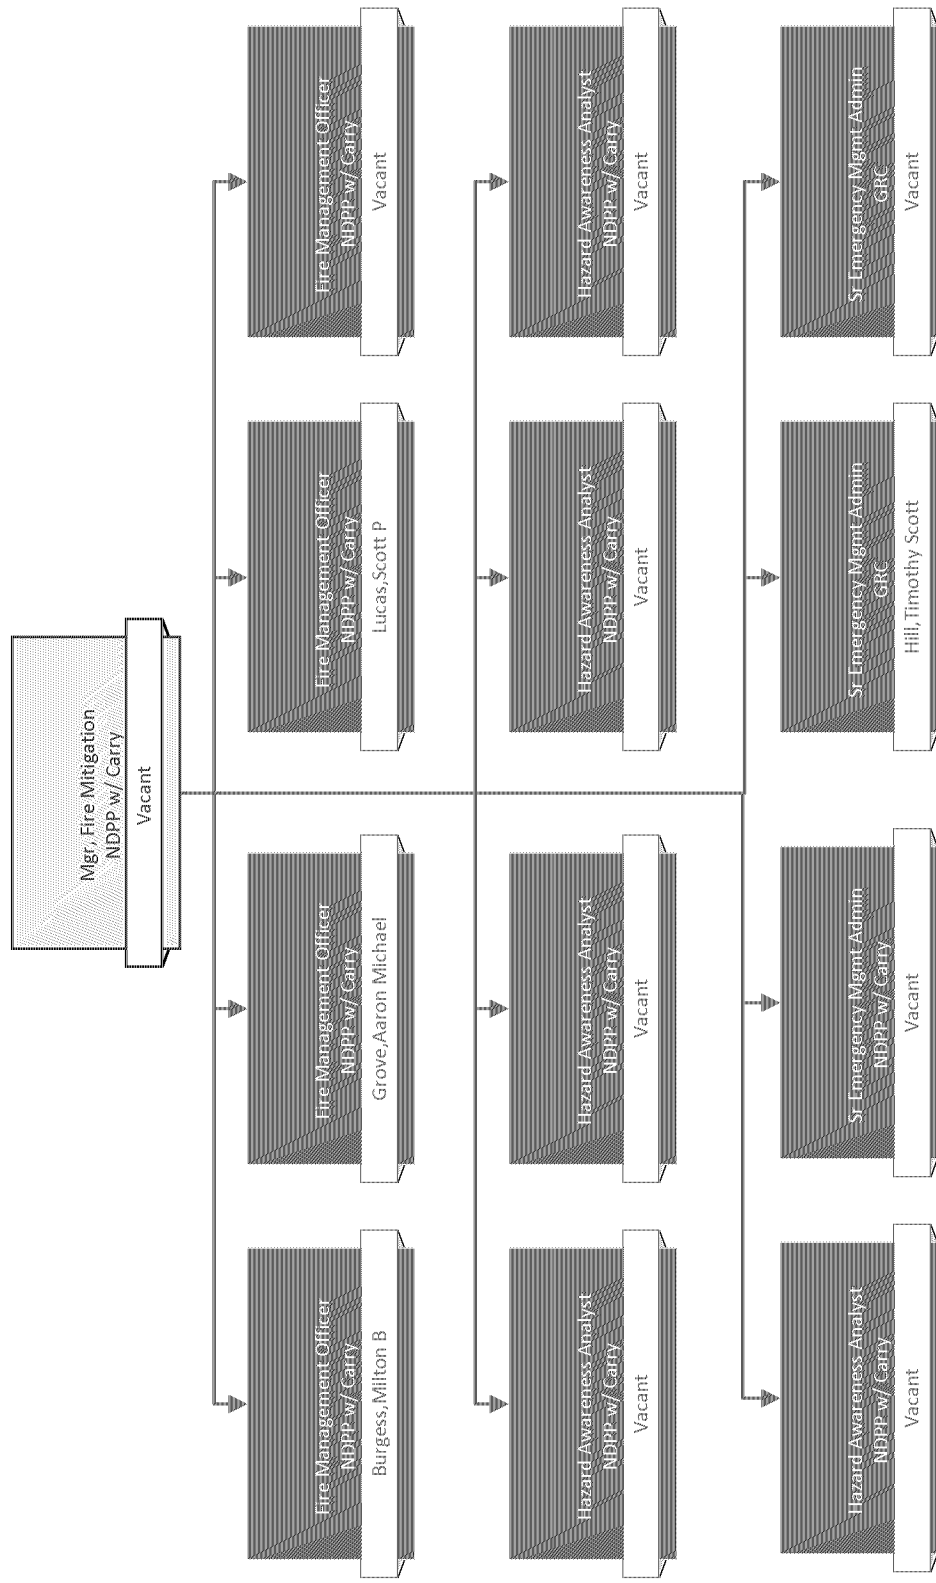 Mgr, Fire Mitigation
NDPP w/ Carry
Vacant
Fire Management Officer
NDPP w/ Carry
Burgess,Milton B
Fire Management Officer
NDPP w/ Carry
Grove,Aaron Michael
Fire Management Officer
NDPP w/ Carry
Lucas,Scott P
Fire Management Officer
NDPP w/ Carry
Vacant
Hazard Awareness Analyst
NDPP w/ Carry
Vacant
Hazard Awareness Analyst
NDPP w/ Carry
Vacant
Hazard Awareness Analyst
NDPP w/ Carry
Vacant
Hazard Awareness Analyst
NDPP w/ Carry
Vacant
Hazard Awareness Analyst
NDPP w/ Carry
Vacant
Sr Emergency Mgmt Admin
NDPP w/ Carry
Vacant
Sr Emergency Mgmt Admin
GRC
Hill,Timothy Scott
Sr Emergency Mgmt Admin
GRC
Vacant